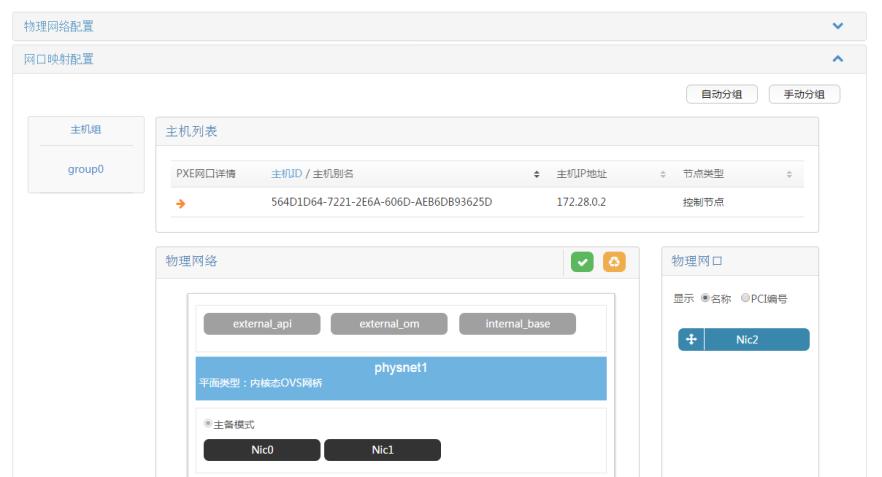 物理网络配置
网口映射配置
自动分组 手动分组
主机组
group0
主机列表
PXE网口详情 主机ID / 主机别名 主机IP地址 节点类型
564D1D64-7221-2E6A-606D-AEB6DB93625D 172.28.0.2 控制节点
物理网络
external_api external_om internal_base
physnet1
平面类型：内核态OVS网桥
主备模式
Nic0 Nic1
物理网口
显示 名称 PCI编号
Nic2